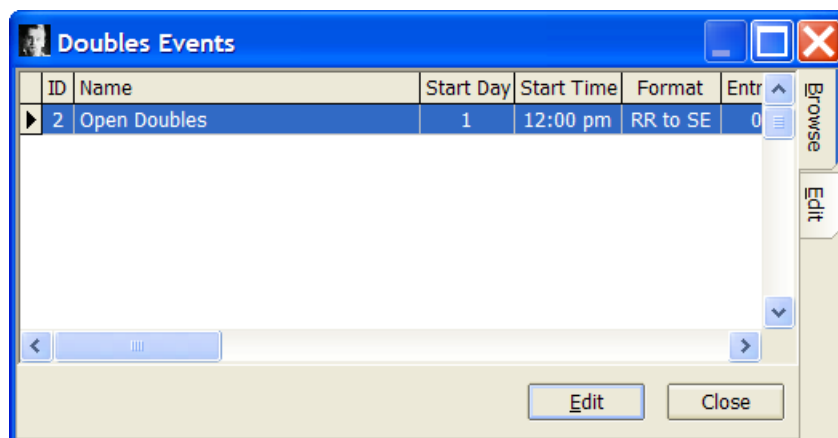 Doubles Events
ID Name Start Day Start Time Format Entr
2 Open Doubles 1 12:00 pm RR to SE 0
Browse
Edit
Edit Close